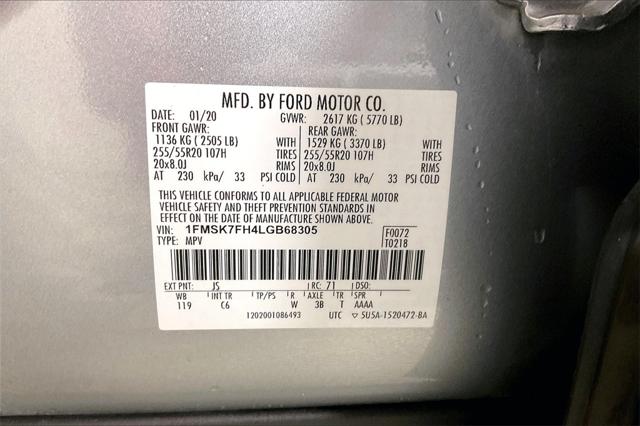 MFD. BY FORD MOTOR CO.
DATE: 01/20 GVWR: 2617 KG ( 5770 LB)
FRONT GAWR: REAR GAWR:
1136 KG ( 2505 LB) WITH 1529 KG ( 3370 LB) WITH
255/55R20 107H TIRES 255/55R20 107H TIRES
20x8.0J RIMS 20x8.0J RIMS
AT 230 kPa/ 33 PSI COLD AT 230 kPa/ 33 PSI COLD
THIS VEHICLE CONFORMS TO ALL APPLICABLE FEDERAL MOTOR
VEHICLE SAFETY AND THEFT PREVENTION STANDARDS IN
EFFECT ON THE DATE OF MANUFACTURE SHOWN ABOVE.
VIN: 1FMSK7FH4LGB68305 F0072
TYPE: MPV T0218
EXT PNT: JS RC: 71 DSO:
WB INT TR TP/PS R AXLE TR SPR
119 C6 W 3B T AAAA
1202001086493 UTC ▽ 5U5A-1520472-BA